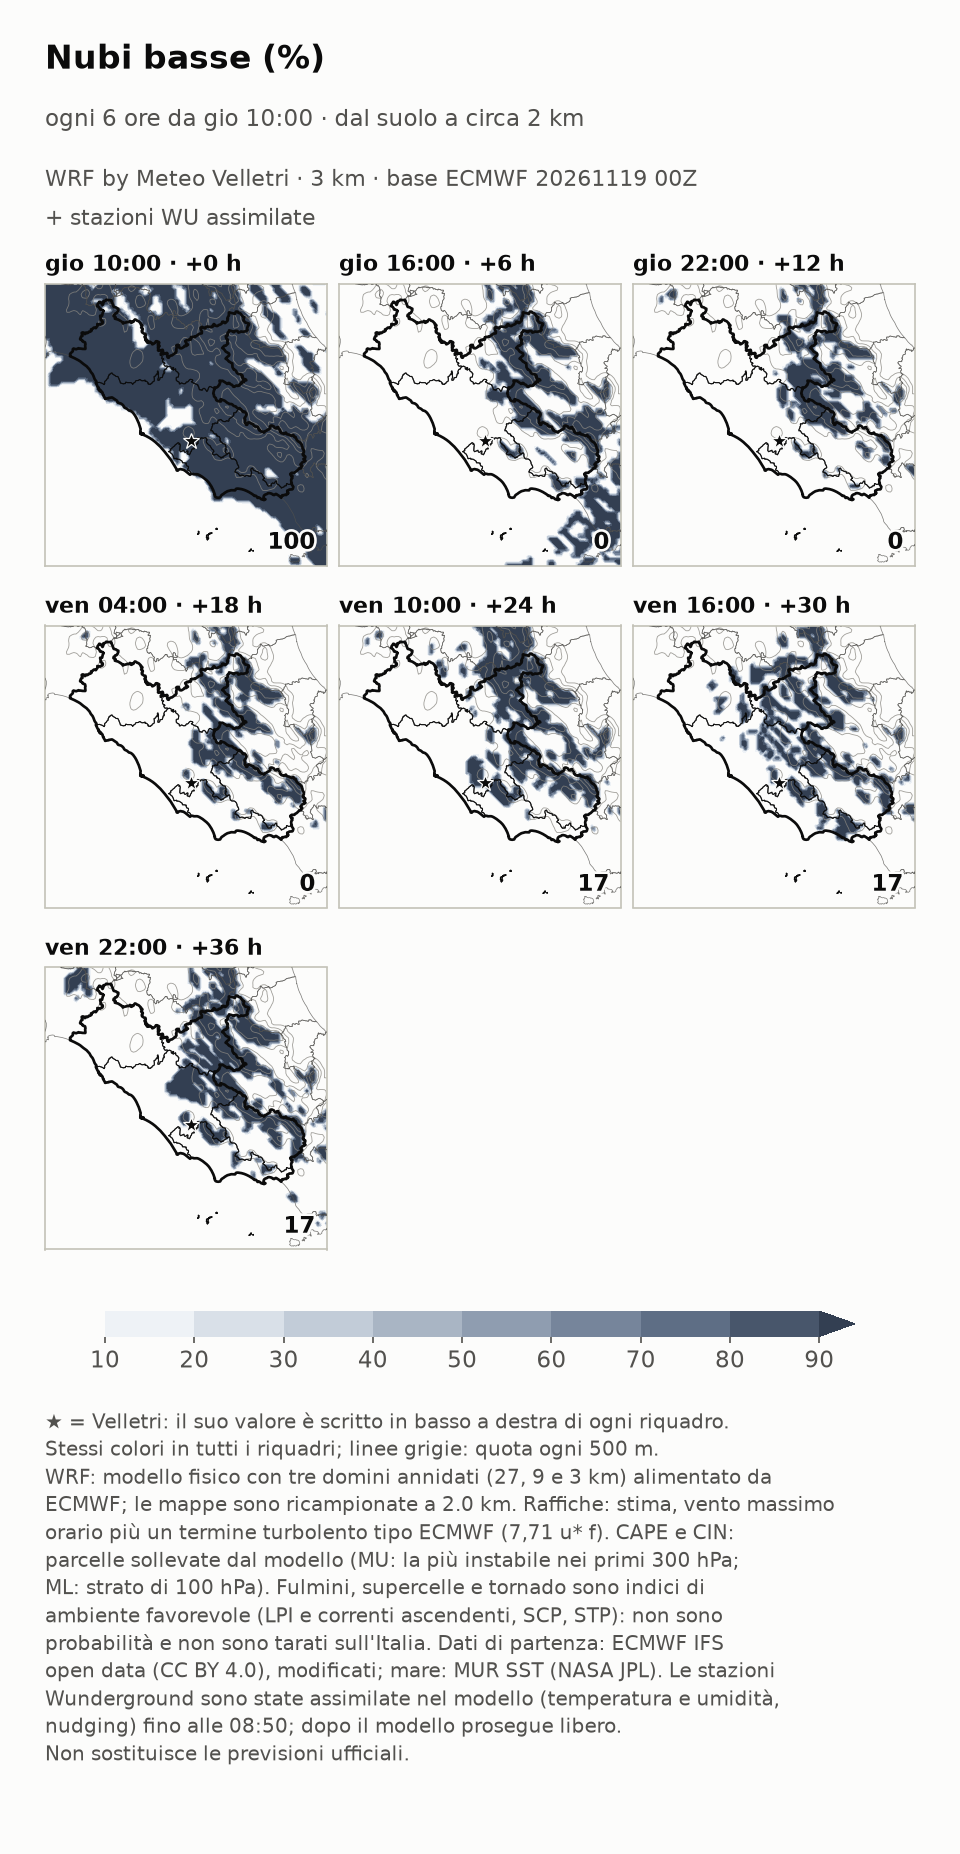 Nubi basse (%)
ogni 6 ore da gio 10:00 · dal suolo a circa 2 km
WRF by Meteo Velletri · 3 km · base ECMWF 20261119 00Z
+ stazioni WU assimilate
gio 10:00 · +0 h
gio 16:00 · +6 h
gio 22:00 · +12 h
100
0
0
ven 04:00 · +18 h
ven 10:00 · +24 h
ven 16:00 · +30 h
0
17
17
ven 22:00 · +36 h
17
10 20 30 40 50 60 70 80 90
★ = Velletri: il suo valore è scritto in basso a destra di ogni riquadro.
Stessi colori in tutti i riquadri; linee grigie: quota ogni 500 m.
WRF: modello fisico con tre domini annidati (27, 9 e 3 km) alimentato da
ECMWF; le mappe sono ricampionate a 2.0 km. Raffiche: stima, vento massimo
orario più un termine turbolento tipo ECMWF (7,71 u* f). CAPE e CIN:
parcelle sollevate dal modello (MU: la più instabile nei primi 300 hPa;
ML: strato di 100 hPa). Fulmini, supercelle e tornado sono indici di
ambiente favorevole (LPI e correnti ascendenti, SCP, STP): non sono
probabilità e non sono tarati sull'Italia. Dati di partenza: ECMWF IFS
open data (CC BY 4.0), modificati; mare: MUR SST (NASA JPL). Le stazioni
Wunderground sono state assimilate nel modello (temperatura e umidità,
nudging) fino alle 08:50; dopo il modello prosegue libero.
Non sostituisce le previsioni ufficiali.